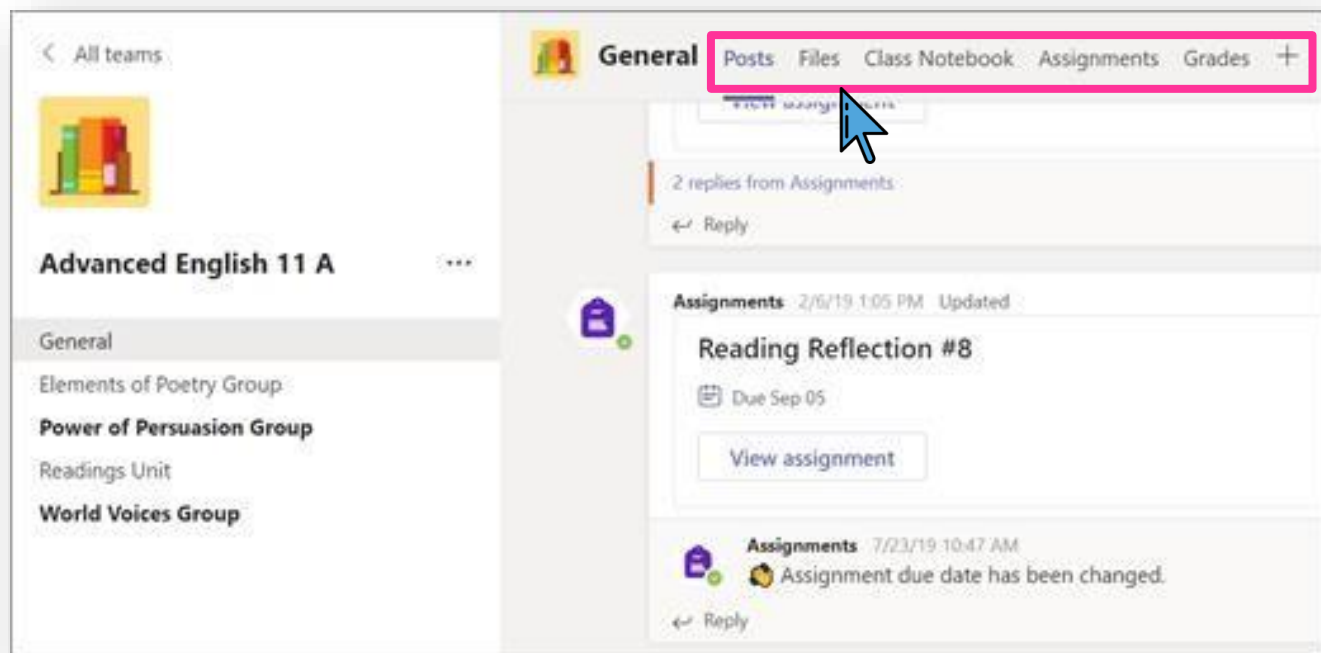 All teams
Advanced English 11 A
General
Elements of Poetry Group
Power of Persuasion Group
Readings Unit
World Voices Group
General Posts Files Class Notebook Assignments Grades +
View assignment
2 replies from Assignments
Reply
Assignments 2/6/19 1:05 PM Updated
Reading Reflection #8
Due Sep 05
View assignment
Assignments 7/23/19 10:47 AM
Assignment due date has been changed.
Reply